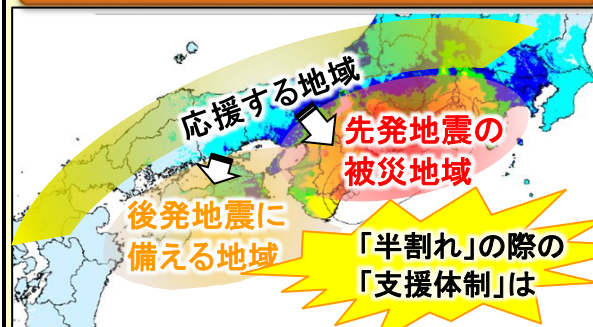 応援する地域
先発地震の
被災地域
後発地震に
備える地域
「半割れ」の際の
「支援体制」は